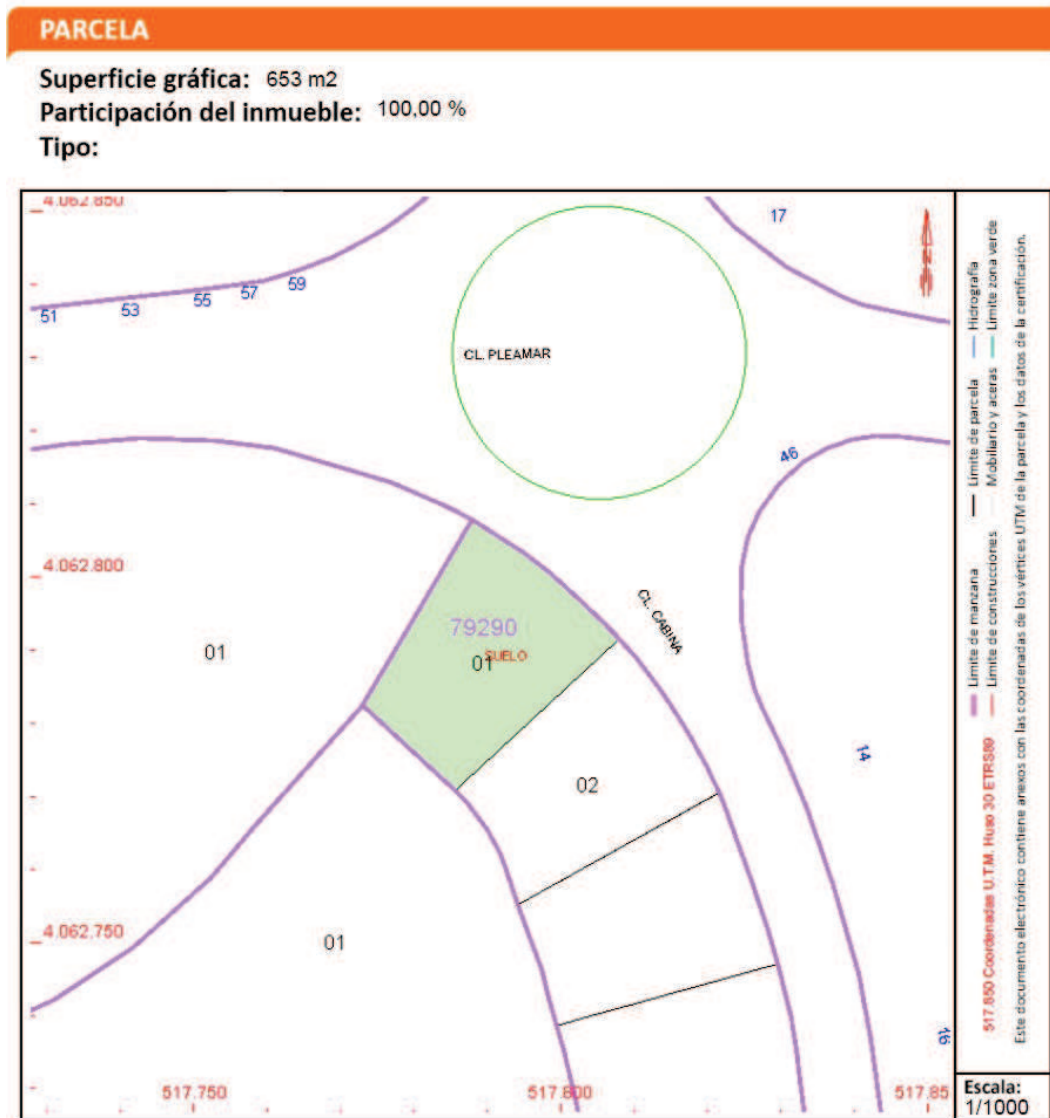 PARCELA
Superficie gráfica: 653 m2
Participación del inmueble: 100,00 %
Tipo:
4.062.850
17
59
57
55
53
51
CL. PLEAMAR
46
4.062.800
CL. CABINA
79290
SUELO
01
01
14
02
4.062.750
01
16
517.750
517.800
517.85
Hidrografía
Límite zona verde
Límite de parcela
Mobiliario y aceras
Límite de manzana
Límite de construcciones
517.850 Coordenadas U.T.M. Huso 30 ETRS89
Este documento electrónico contiene anexos con las coordenadas de los vértices UTM de la parcela y los datos de la certificación.
Escala:
1/1000